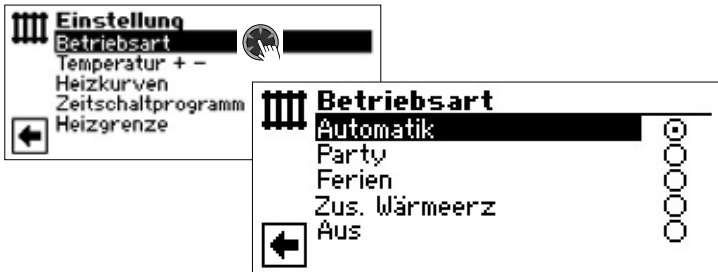 Einstellung
Betriebsart
Temperatur + -
Heizkurven
Zeitschaltprogramm
Heizgrenze
Betriebsart
Automatik
Party
Ferien
Zus. Wärmeerz
Aus